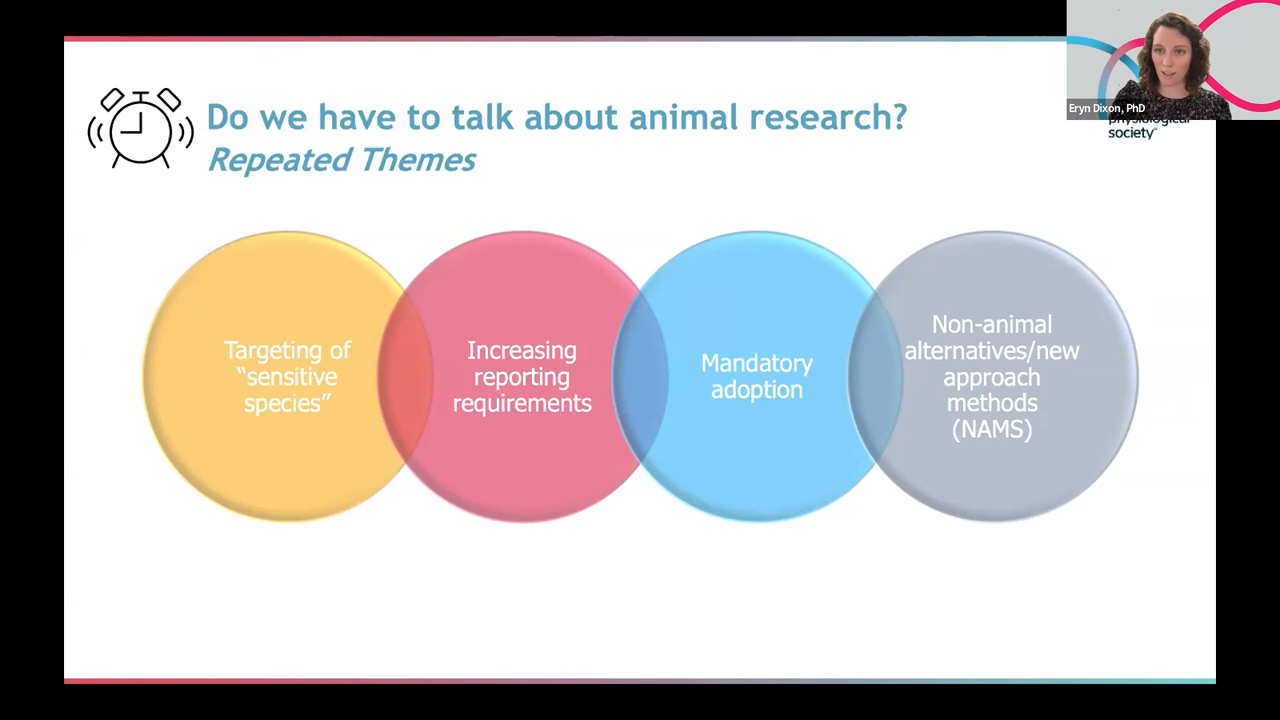 Do we have to talk about animal research?
Repeated Themes
Eryn Dixon, PhD
physiological
society
Targeting of
“sensitive
species”
Increasing
reporting
requirements
Mandatory
adoption
Non-animal
alternatives/new
approach
methods
(NAMS)